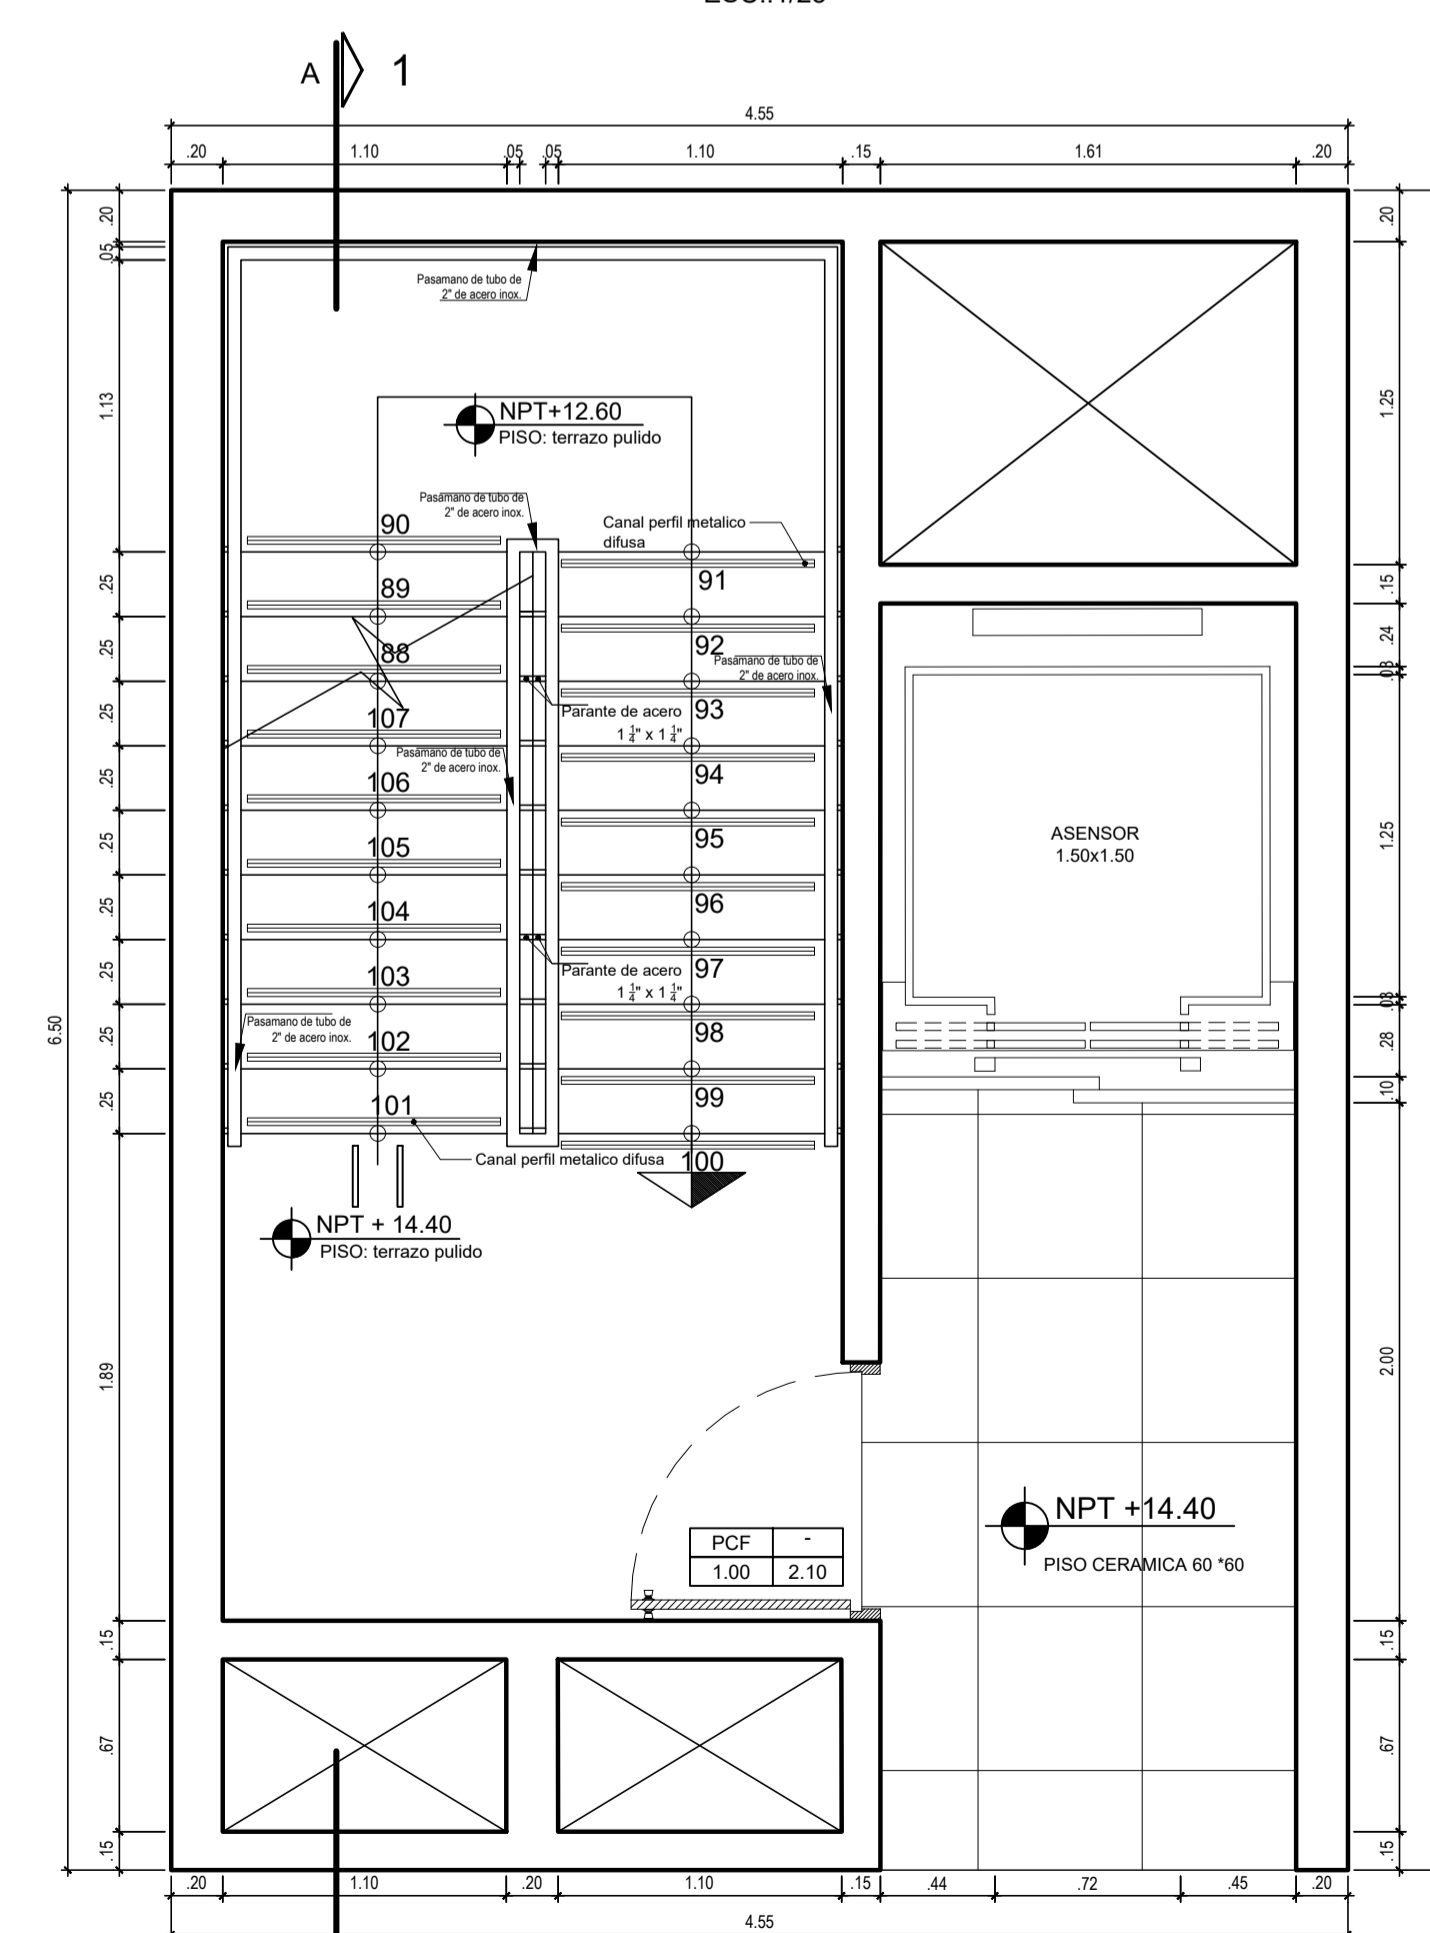 A 1
4.55
.20 1.10 .05 .05 1.10 .15 1.61 .20
.20
.05
1.13
.25
.25
.25
.25
.25
.25
.25
.25
.25
1.89
.15
.67
.15
6.50
Pasamano de tubo de
2" de acero inox.
NPT+12.60
PISO: terrazo pulido
Pasamano de tubo de
2" de acero inox.
Canal perfil metalico
difusa
90
89
88
107
106
105
104
103
102
101
91
92
93
94
95
96
97
98
99
100
Pasamano de tubo de
2" de acero inox.
Parante de acero
1 1/4" x 1 1/4"
Pasamano de tubo de
2" de acero inox.
Parante de acero
1 1/4" x 1 1/4"
Pasamano de tubo de
2" de acero inox.
Canal perfil metalico difusa
NPT + 14.40
PISO: terrazo pulido
ASENSOR
1.50x1.50
PCF -
1.00 2.10
NPT +14.40
PISO CERAMICA 60 *60
.20
1.25
.15
.24
.03
1.25
.03
.28
.10
2.00
.15
.67
.15
.20 1.10 .20 1.10 .15 .44 .72 .45 .20
4.55